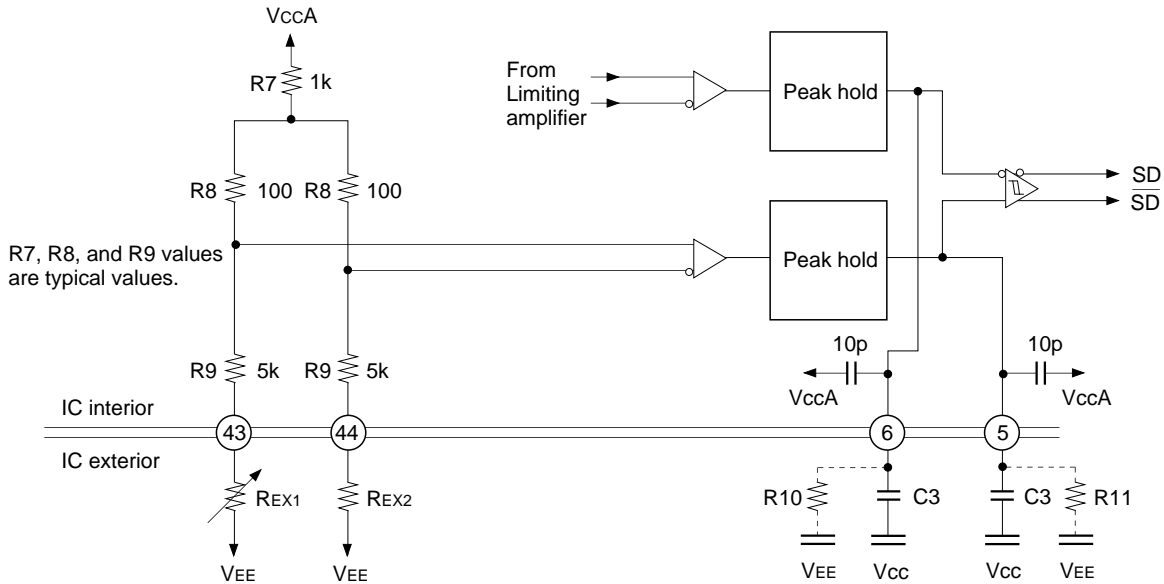 VCCA
R7 1k
From
Limiting
amplifier
Peak hold
R8 100 R8 100
SD
SD
R7, R8, and R9 values
are typical values.
Peak hold
R9 5k R9 5k
10p 10p
VCCA VCCA
IC interior
43 44 6 5
IC exterior
REX1 REX2
R10 C3 C3 R11
VEE VEE VEE VCC VCC VEE